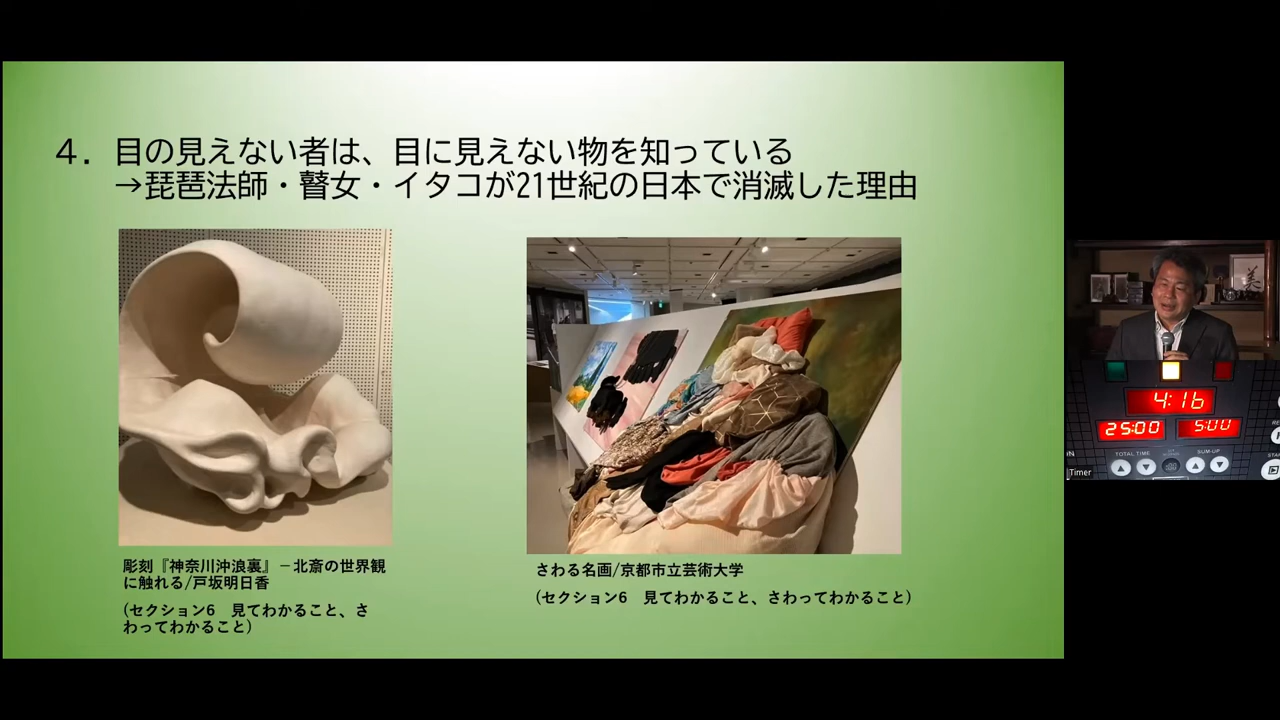 4．目の見えない者は、目に見えない物を知っている
→琵琶法師・瞽女・イタコが21世紀の日本で消滅した理由
彫刻『神奈川沖浪裏』－北斎の世界観
に触れる/戸坂明日香
(セクション6　見てわかること、さ
わってわかること)
さわる名画/京都市立芸術大学
(セクション6　見てわかること、さわってわかること)
4:16
25:00
5:00
TOTAL TIME
SUM-UP
Timer